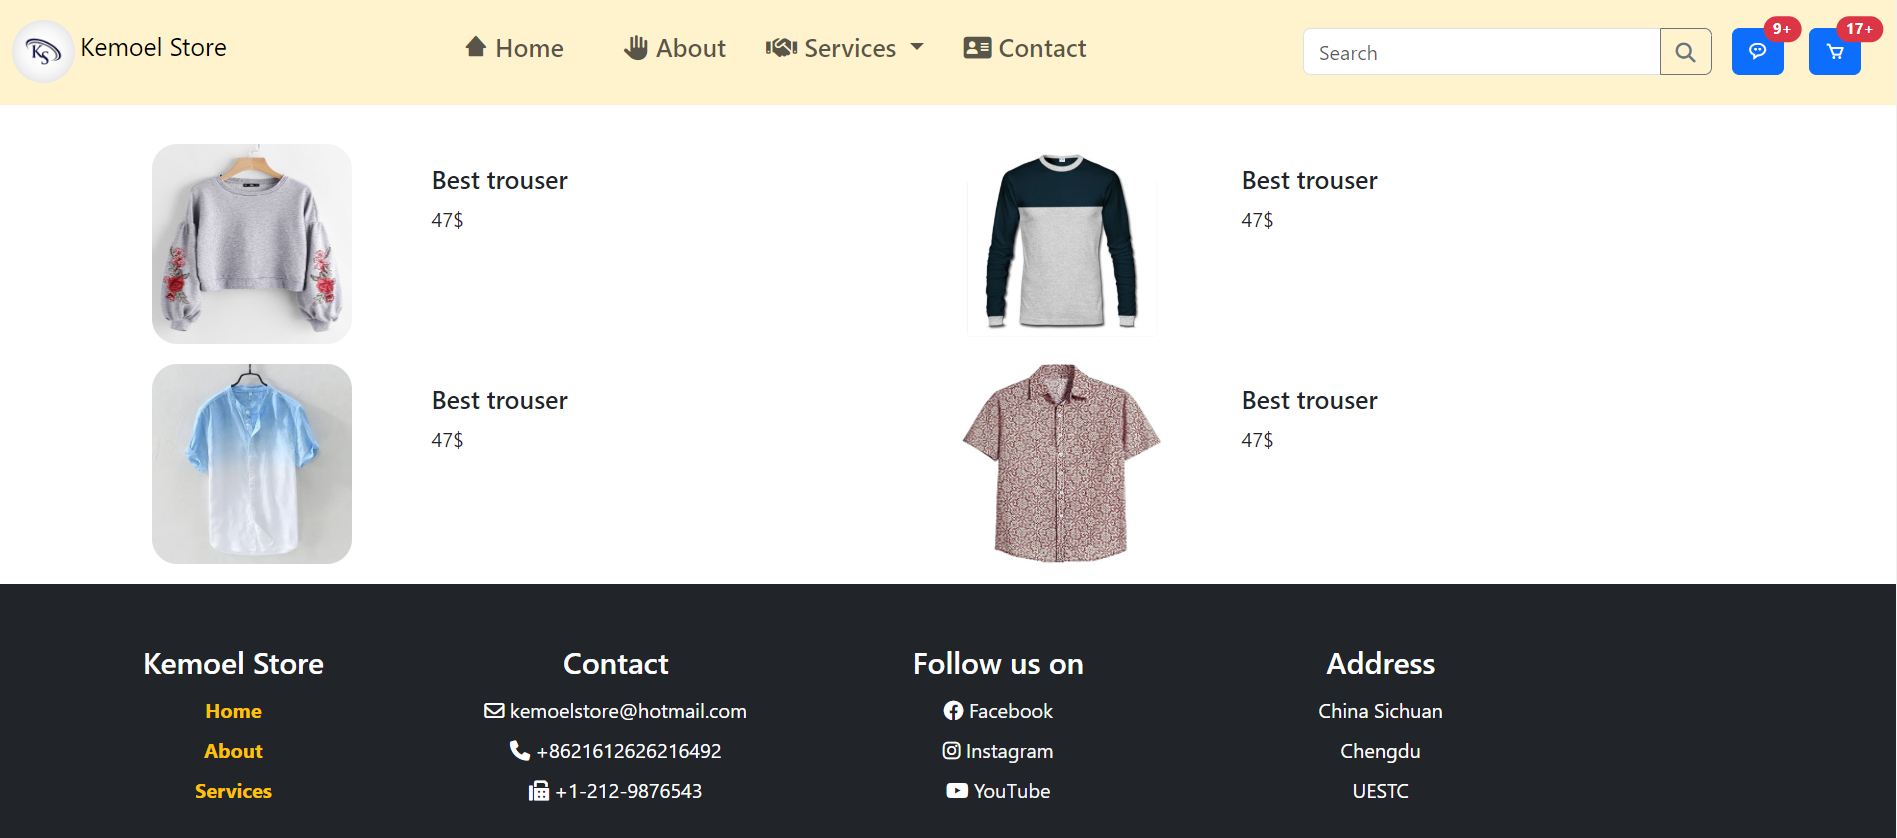 KS Kemoel Store
Home
About
Services
Contact
Search
9+
17+
Best trouser
47$
Best trouser
47$
Best trouser
47$
Best trouser
47$
Kemoel Store
Home
About
Services
Contact
kemoelstore@hotmail.com
+8621612626216492
+1-212-9876543
Follow us on
Facebook
Instagram
YouTube
Address
China Sichuan
Chengdu
UESTC